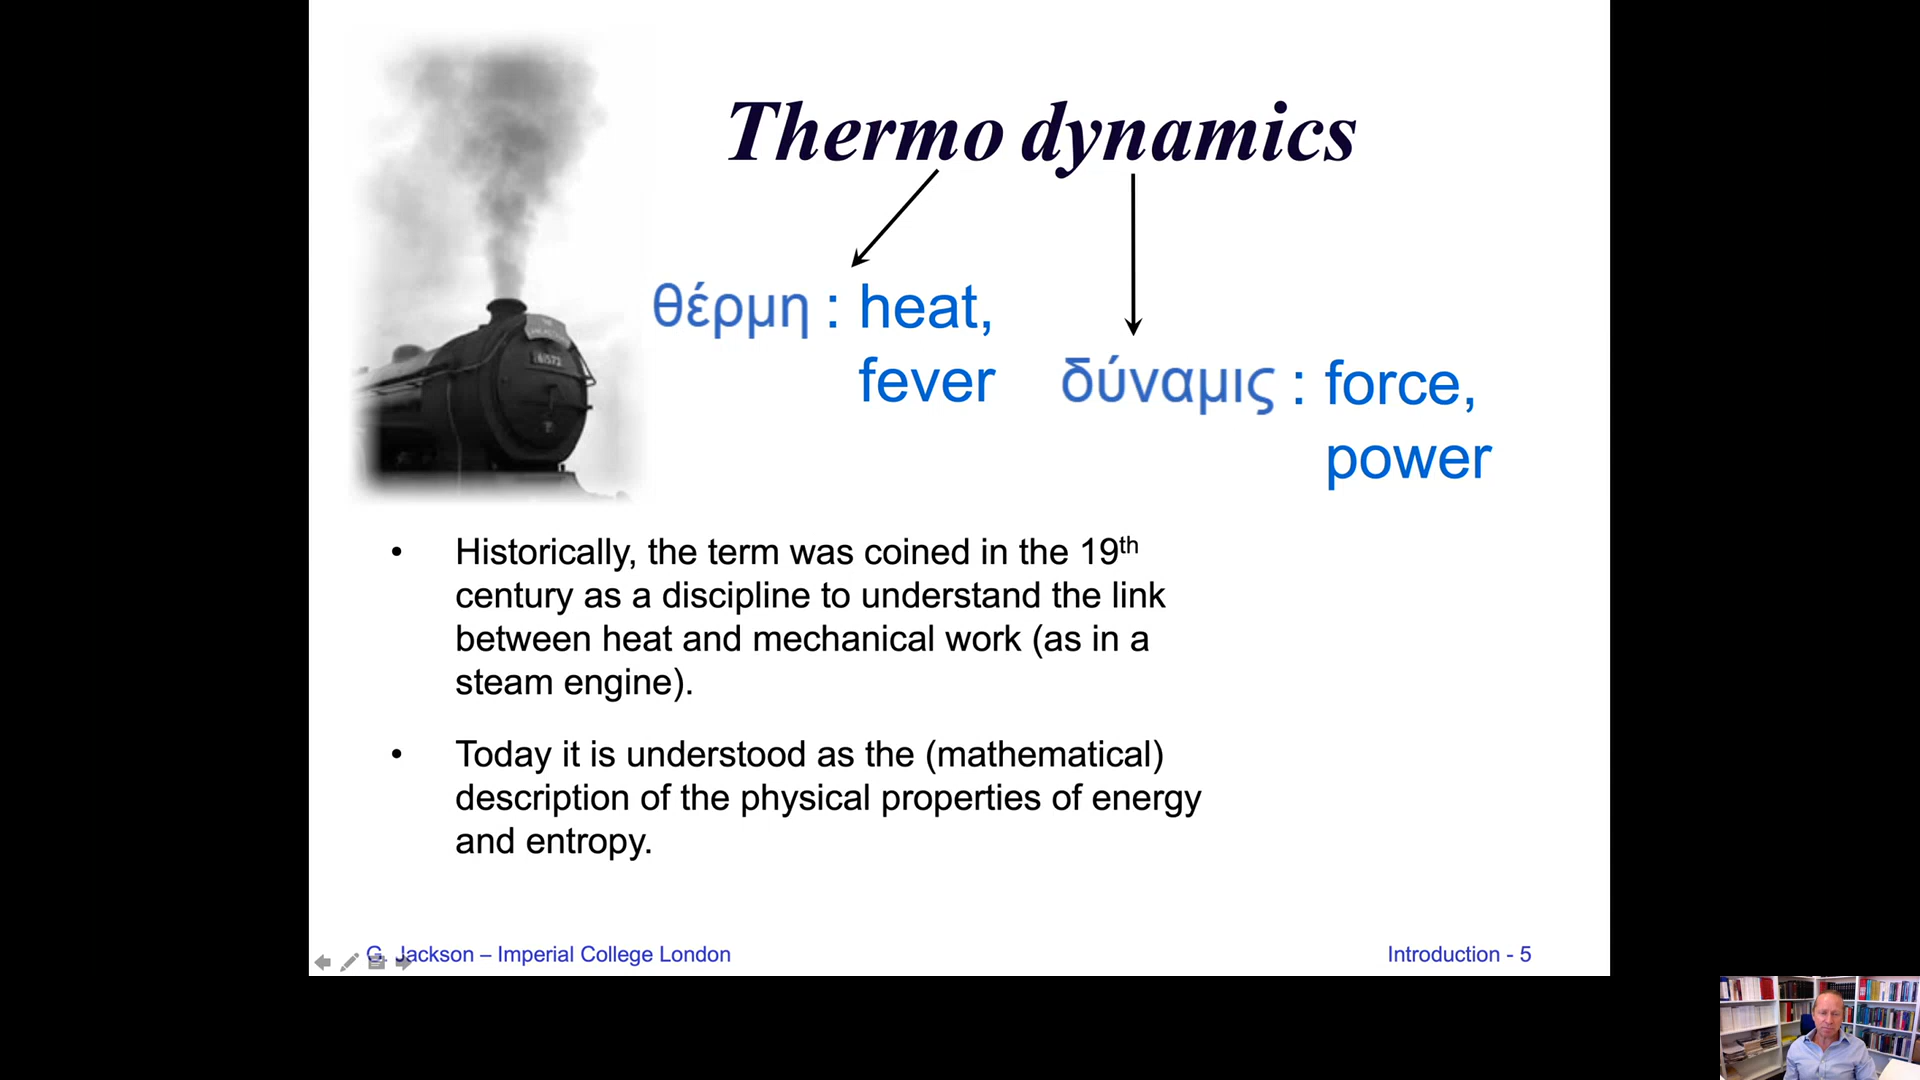 Thermo dynamics
θέρμη : heat,
fever
δύναμις : force,
power
• Historically, the term was coined in the 19th
century as a discipline to understand the link
between heat and mechanical work (as in a
steam engine).
• Today it is understood as the (mathematical)
description of the physical properties of energy
and entropy.
G. Jackson – Imperial College London
Introduction - 5